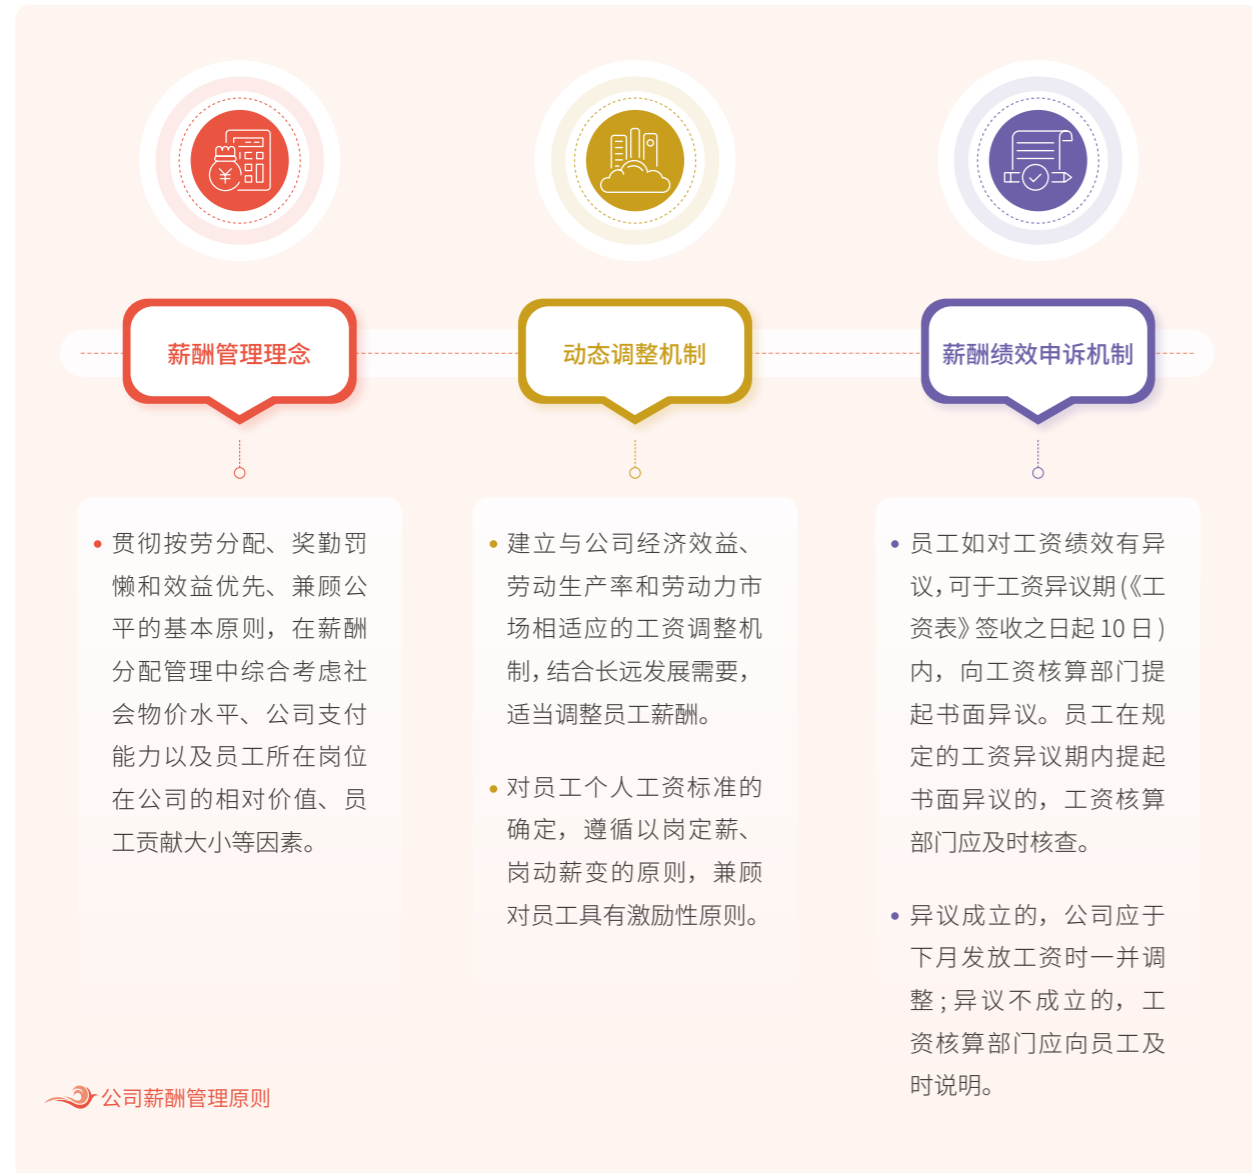 薪酬管理理念
贯彻按劳分配、奖勤罚
懒和效益优先、兼顾公
平的基本原则，在薪酬
分配管理中综合考虑社
会物价水平、公司支付
能力以及员工所在岗位
在公司的相对价值、员
工贡献大小等因素。
动态调整机制
建立与公司经济效益、
劳动生产率和劳动力市
场相适应的工资调整机
制，结合长远发展需要，
适当调整员工薪酬。
对员工个人工资标准的
确定，遵循以岗定薪、
岗动薪变的原则，兼顾
对员工具有激励性原则。
薪酬绩效申诉机制
员工如对工资绩效有异
议，可于工资异议期(《工
资表》签收之日起 10 日)
内，向工资核算部门提
起书面异议。员工在规
定的工资异议期内提起
书面异议的，工资核算
部门应及时核查。
异议成立的，公司应于
下月发放工资时一并调
整；异议不成立的，工
资核算部门应向员工及
时说明。
公司薪酬管理原则